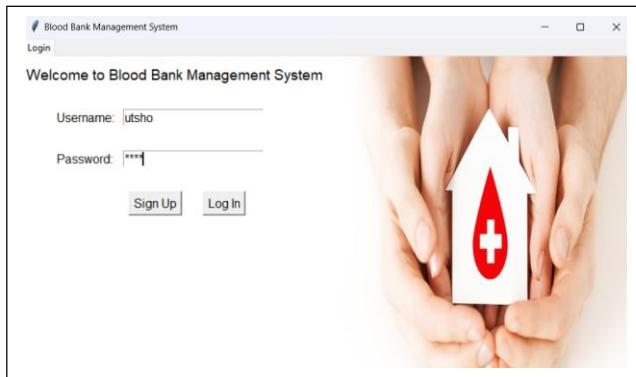 Blood Bank Management System
Login
Welcome to Blood Bank Management System
Username: utsho
Password: ****
Sign Up Log In